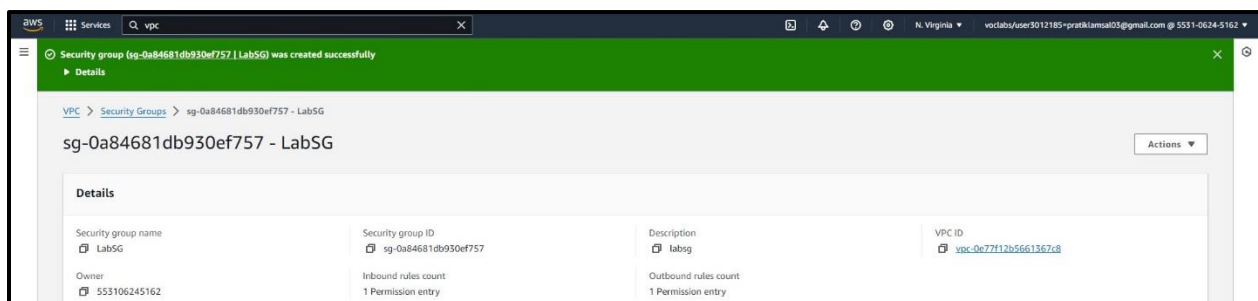 aws Services vpc N. Virginia voclabs/user3012185=pratiklamsal03@gmail.com @ 5531-0624-5162
Security group (sg-0a84681db930ef757 | LabSG) was created successfully
Details
VPC > Security Groups > sg-0a84681db930ef757 - LabSG
sg-0a84681db930ef757 - LabSG Actions
Details
Security group name Security group ID Description VPC ID
LabSG sg-0a84681db930ef757 labsg vpc-0e77f12b5661367c8
Owner Inbound rules count Outbound rules count
553106245162 1 Permission entry 1 Permission entry